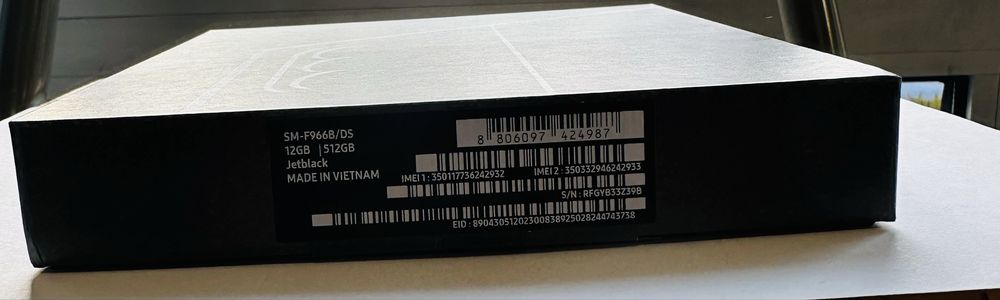 SM-F966B/DS
12GB | 512GB
Jetblack
MADE IN VIETNAM
8 806097 424987
IMEI 1 : 350117736242932
IMEI 2 : 350332946242933
S/N : RFGYB33Z39B
EID : 89043051202300838925028244743738